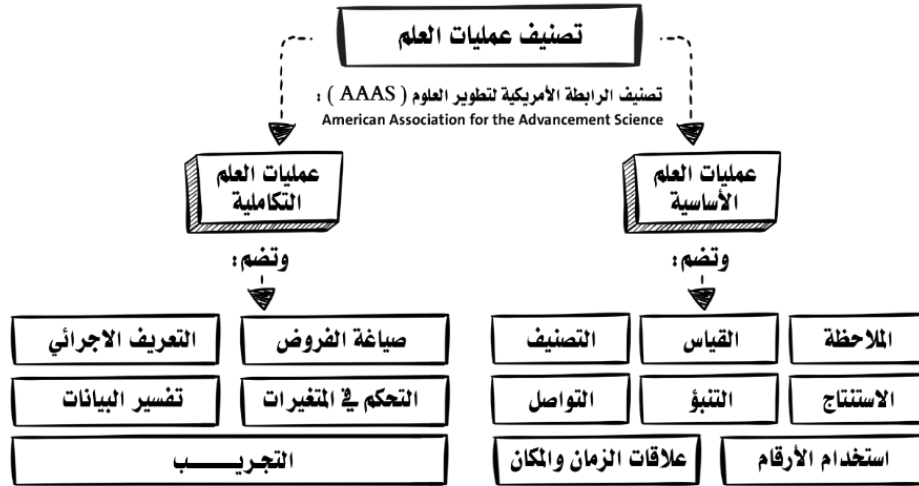 تصنيف عمليات العلم
تصنيف الرابطة الأمريكية لتطوير العلوم ( AAAS ) :
American Association for the Advancement Science
عمليات العلم
الأساسية
وتضم :
الملاحظة
القياس
التصنيف
الاستنتاج
التنبؤ
التواصل
استخدام الأرقام
علاقات الزمان والمكان
عمليات العلم
التكاملية
وتضم :
صياغة الفروض
التعريف الاجرائي
التحكم في المتغيرات
تفسير البيانات
التجريـــــب